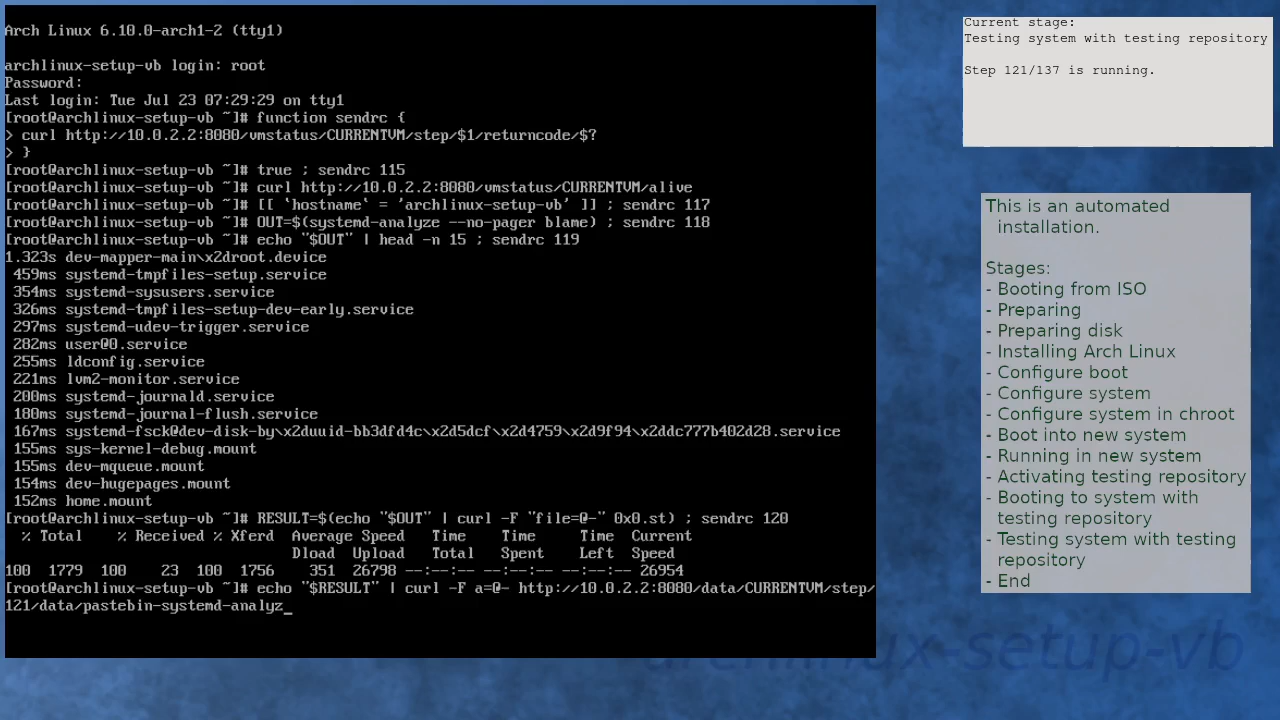 Arch Linux 6.10.0-arch1-2 (tty1)
archlinux-setup-vb login: root
Password:
Last login: Tue Jul 23 07:29:29 on tty1
[root@archlinux-setup-vb ~]# function sendrc {
> curl http://10.0.2.2:8080/vmstatus/CURRENTVM/step/$1/returncode/$?
> }
[root@archlinux-setup-vb ~]# true ; sendrc 115
[root@archlinux-setup-vb ~]# curl http://10.0.2.2:8080/vmstatus/CURRENTVM/alive
[root@archlinux-setup-vb ~]# [[ `hostname` = 'archlinux-setup-vb' ]] ; sendrc 117
[root@archlinux-setup-vb ~]# OUT=$(systemd-analyze --no-pager blame) ; sendrc 118
[root@archlinux-setup-vb ~]# echo "$OUT" | head -n 15 ; sendrc 119
1.323s dev-mapper-main\x2droot.device
459ms systemd-tmpfiles-setup.service
354ms systemd-sysusers.service
326ms systemd-tmpfiles-setup-dev-early.service
297ms systemd-udev-trigger.service
282ms user@0.service
255ms ldconfig.service
221ms lvm2-monitor.service
200ms systemd-journald.service
180ms systemd-journal-flush.service
167ms systemd-fsck@dev-disk-by\x2duuid-bb3dfd4c\x2d5dcf\x2d4759\x2d9f94\x2ddc777b402d28.service
155ms sys-kernel-debug.mount
155ms dev-mqueue.mount
154ms dev-hugepages.mount
152ms home.mount
[root@archlinux-setup-vb ~]# RESULT=$(echo "$OUT" | curl -F "file=@-" 0x0.st) ; sendrc 120
% Total % Received % Xferd Average Speed Time Time Time Current
Dload Upload Total Spent Left Speed
100 1779 100 23 100 1756 351 26798 --:--:-- --:--:-- --:--:-- 26954
[root@archlinux-setup-vb ~]# echo "$RESULT" | curl -F a=@- http://10.0.2.2:8080/data/CURRENTVM/step/
121/data/pastebin-systemd-analyz_
Current stage:
Testing system with testing repository
Step 121/137 is running.
This is an automated
installation.
Stages:
- Booting from ISO
- Preparing
- Preparing disk
- Installing Arch Linux
- Configure boot
- Configure system
- Configure system in chroot
- Boot into new system
- Running in new system
- Activating testing repository
- Booting to system with
testing repository
- Testing system with testing
repository
- End
archlinux-setup-vb